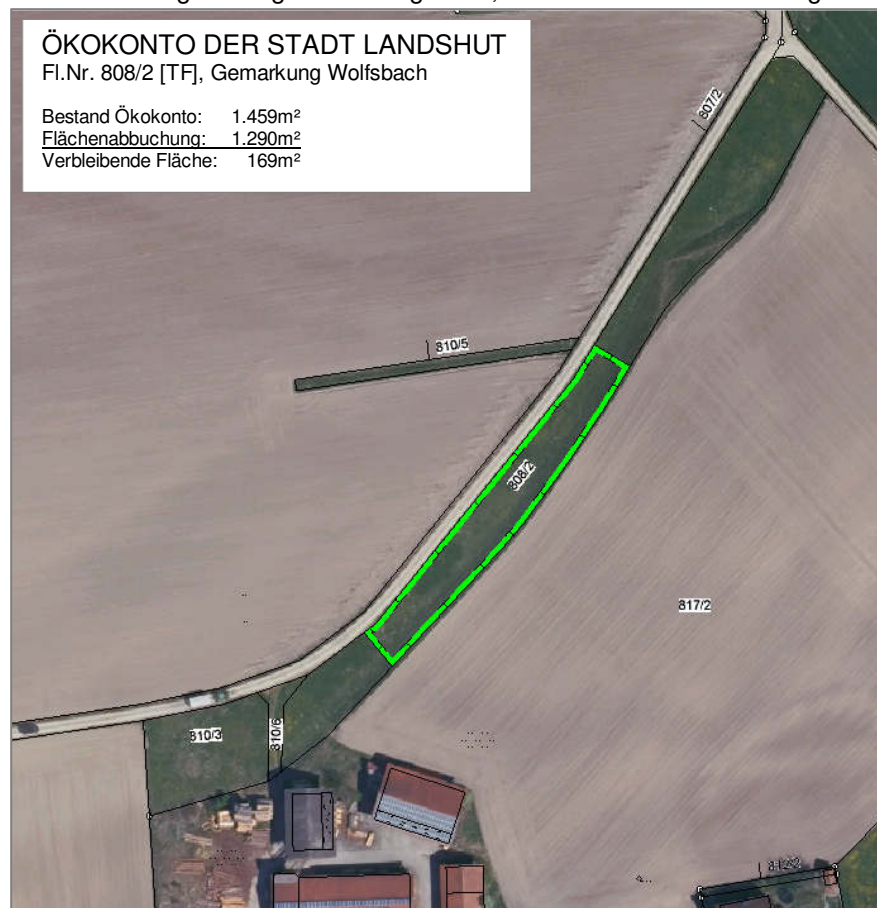 ÖKOKONTO DER STADT LANDSHUT
Fl.Nr. 808/2 [TF], Gemarkung Wolfsbach
Bestand Ökokonto: 1.459m²
Flächenabbuchung: 1.290m²
Verbleibende Fläche: 169m²
807/2
810/5
808/2
817/2
810/3
810/6